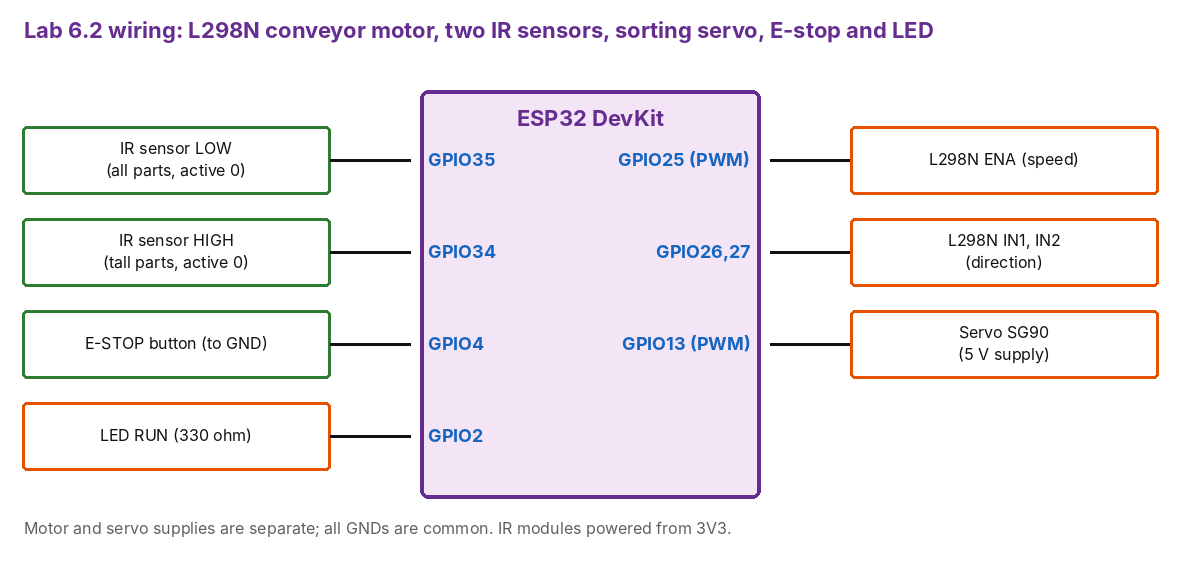 Lab 6.2 wiring: L298N conveyor motor, two IR sensors, sorting servo, E-stop and LED
ESP32 DevKit
IR sensor LOW
(all parts, active 0)
GPIO35
GPIO25 (PWM)
L298N ENA (speed)
IR sensor HIGH
(tall parts, active 0)
GPIO34
GPIO26,27
L298N IN1, IN2
(direction)
E-STOP button (to GND)
GPIO4
GPIO13 (PWM)
Servo SG90
(5 V supply)
LED RUN (330 ohm)
GPIO2
Motor and servo supplies are separate; all GNDs are common. IR modules powered from 3V3.